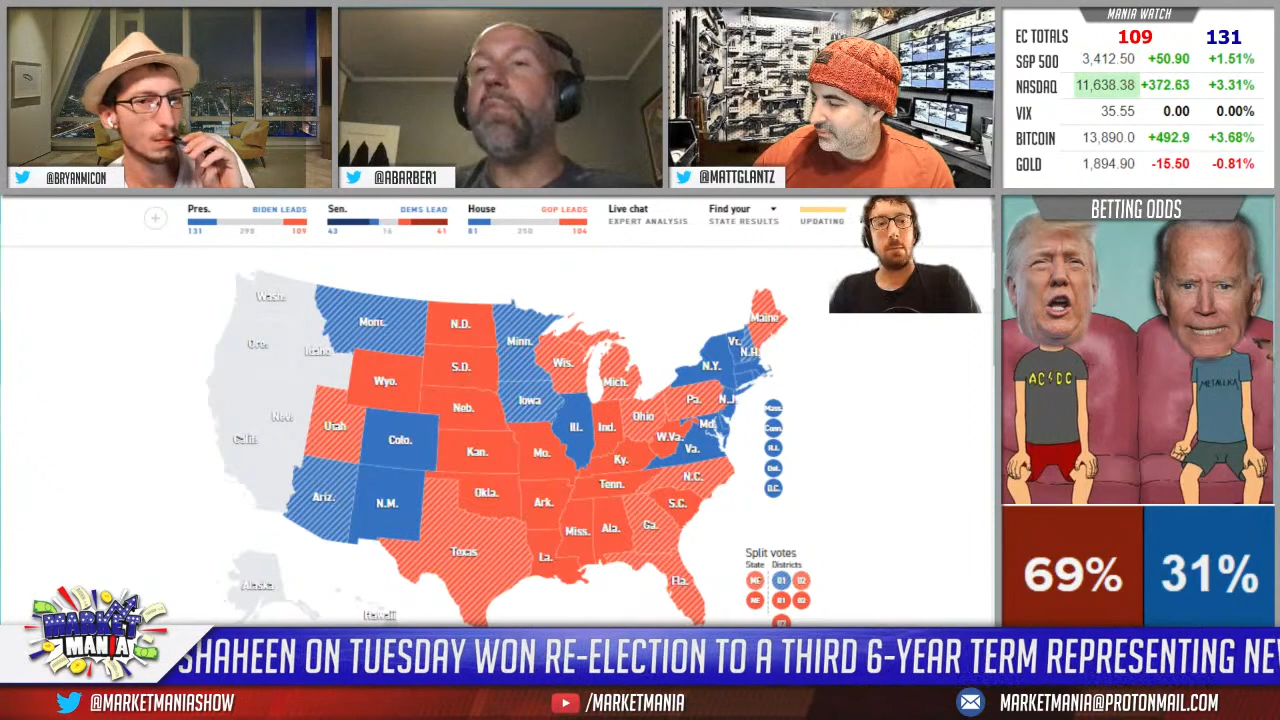 @BRYANMICON
@ABARBER1
@MATTGLANTZ
MANIA WATCH
EC TOTALS 109 131
S&P 500 3,412.50 +50.90 +1.51%
NASDAQ 11,638.38 +372.63 +3.31%
VIX 35.55 0.00 0.00%
BITCOIN 13,890.0 +492.9 +3.68%
GOLD 1,894.90 -15.50 -0.81%
Pres. BIDEN LEADS
131 298 109
Sen. DEMS LEAD
43 16 41
House GOP LEADS
81 250 104
Live chat
EXPERT ANALYSIS
Find your
STATE RESULTS
UPDATING
BETTING ODDS
AC⚡DC
METALLICA
69% 31%
Wash.
Ore.
Idaho
Mont.
N.D.
Minn.
Wis.
Mich.
Maine
Vt.
N.H.
N.Y.
S.D.
Wyo.
Nev.
Utah
Calif.
Colo.
Neb.
Iowa
Ill.
Ind.
Ohio
Pa.
N.J.
Md.
W.Va.
Va.
Kan.
Mo.
Ky.
Ariz.
N.M.
Okla.
Ark.
Tenn.
N.C.
S.C.
Texas
La.
Miss.
Ala.
Ga.
Fla.
Alaska
Hawaii
Mass.
Conn.
R.I.
Del.
D.C.
Split votes
State Districts
ME 01 02
NE 01 02
MARKET
MANIA
SHAHEEN ON TUESDAY WON RE-ELECTION TO A THIRD 6-YEAR TERM REPRESENTING NE
@MARKETMANIASHOW
/MARKETMANIA
MARKETMANIA@PROTONMAIL.COM